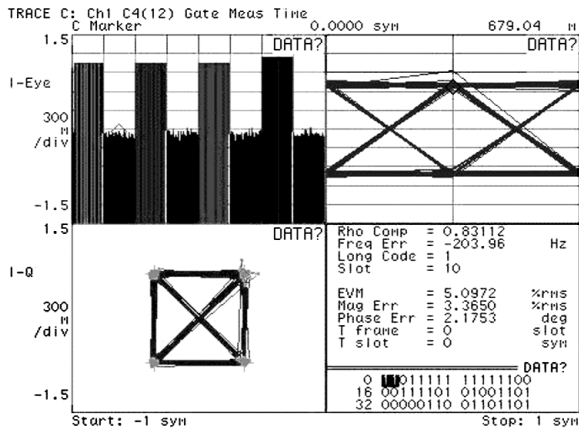 TRACE C: Ch1 C4(12) Gate Meas Time
C Marker 0.0000 sym 679.04 m
1.5 DATA? DATA?
I-Eye
300
M
/div
-1.5
1.5 DATA?
I-Q
300
M
/div
-1.5
Rho Comp = 0.83112
Freq Err = -203.96 Hz
Long Code = 1
Slot = 10
EVM = 5.0972 %rms
Mag Err = 3.3650 %rms
Phase Err = 2.1753 deg
T frame = 0 slot
T slot = 0 sym
DATA?
0 11011111 11111100
16 00111101 01001101
32 00000110 01101101
Start: -1 sym Stop: 1 sym